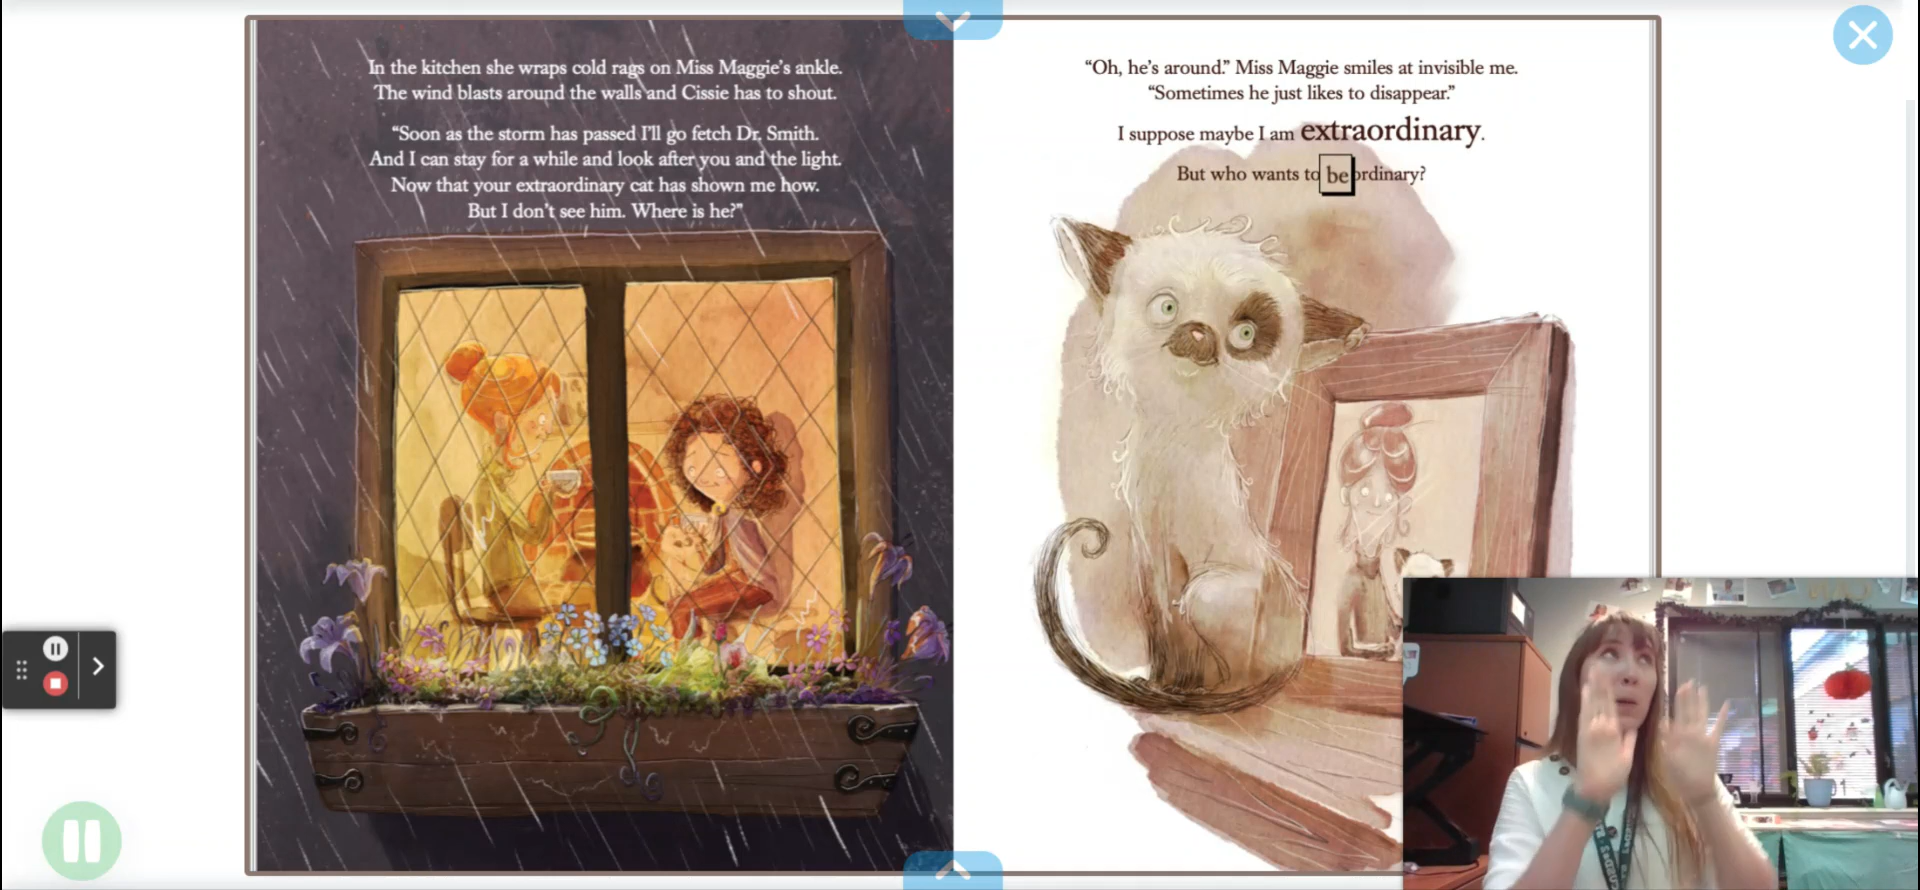 In the kitchen she wraps cold rags on Miss Maggie's ankle.
The wind blasts around the walls and Cissie has to shout.
“Soon as the storm has passed I'll go fetch Dr. Smith.
And I can stay for a while and look after you and the light.
Now that your extraordinary cat has shown me how.
But I don't see him. Where is he?”
“Oh, he's around.” Miss Maggie smiles at invisible me.
“Sometimes he just likes to disappear.”
I suppose maybe I am extraordinary.
But who wants to be ordinary?